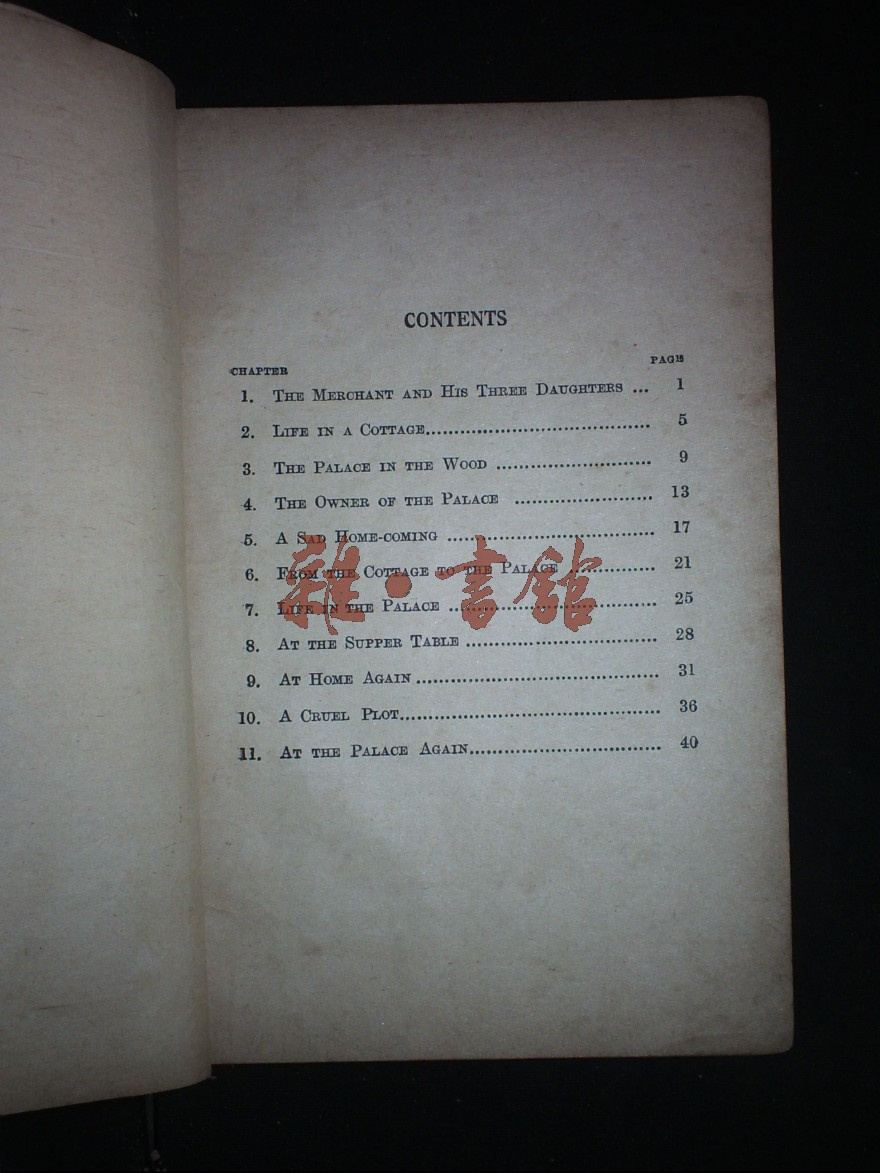 CONTENTS
CHAPTER PAGE
1. THE MERCHANT AND HIS THREE DAUGHTERS ... 1
2. LIFE IN A COTTAGE........................................ 5
3. THE PALACE IN THE WOOD ............................ 9
4. THE OWNER OF THE PALACE ........................ 13
5. A SAD HOME-COMING .................................... 17
6. FROM THE COTTAGE TO THE PALACE ............... 21
7. LIFE IN THE PALACE ..................................... 25
8. AT THE SUPPER TABLE .................................. 28
9. AT HOME AGAIN ........................................... 31
10. A CRUEL PLOT.............................................. 36
11. AT THE PALACE AGAIN.................................. 40
雜·書館